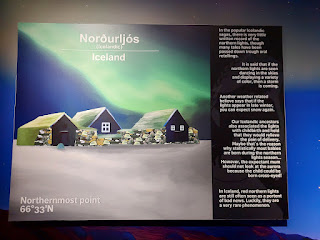 Norðurljós
(Icelandic)
Iceland
Northernmost point
66°33'N
In the popular Icelandic
sagas, there is very little
written record of the
northern lights, though
many tales have been
passed down trough oral
retellings.
It is said that if the
northern lights are seen
dancing in the skies
and displaying a variety
of color, then a storm
is coming.
Another weather related
believe says that if the
lights appear in late winter,
you can expect snow again.
Our Icelandic ancestors
also associated the lights
with childbirth and held
that they would relieve
the pain of delivery.
Maybe that's the reason
why statistically most babies
are born during the northern
lights season...
However, the expectant mum
should not look at the aurora
because the child could be
born cross-eyed!
In Iceland, red northern lights
are still often seen as a portent
of bad news. Luckily, they are
a very rare phenomenon.